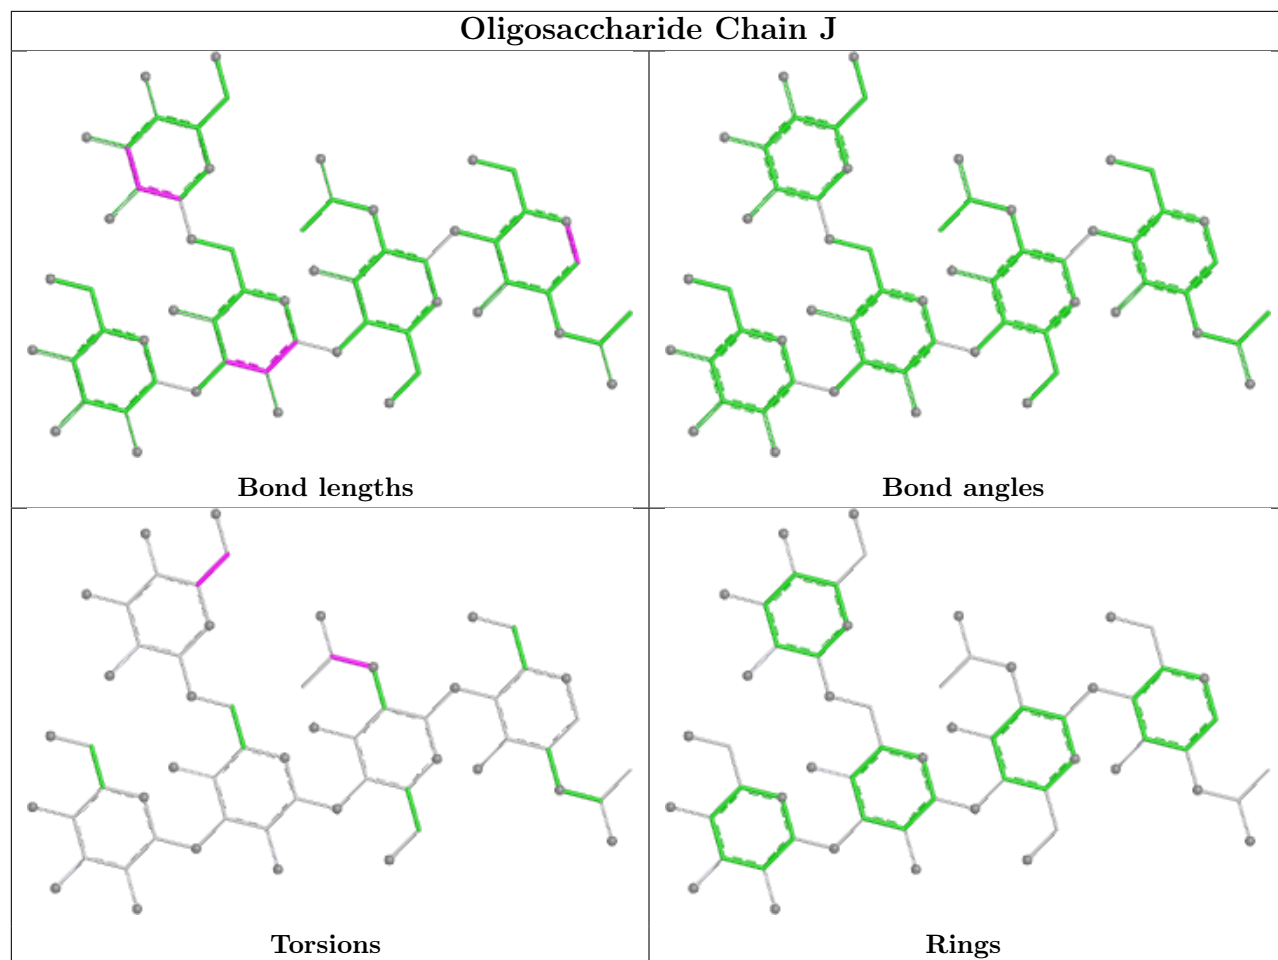 Oligosaccharide Chain J
Bond lengths
Bond angles
Torsions
Rings